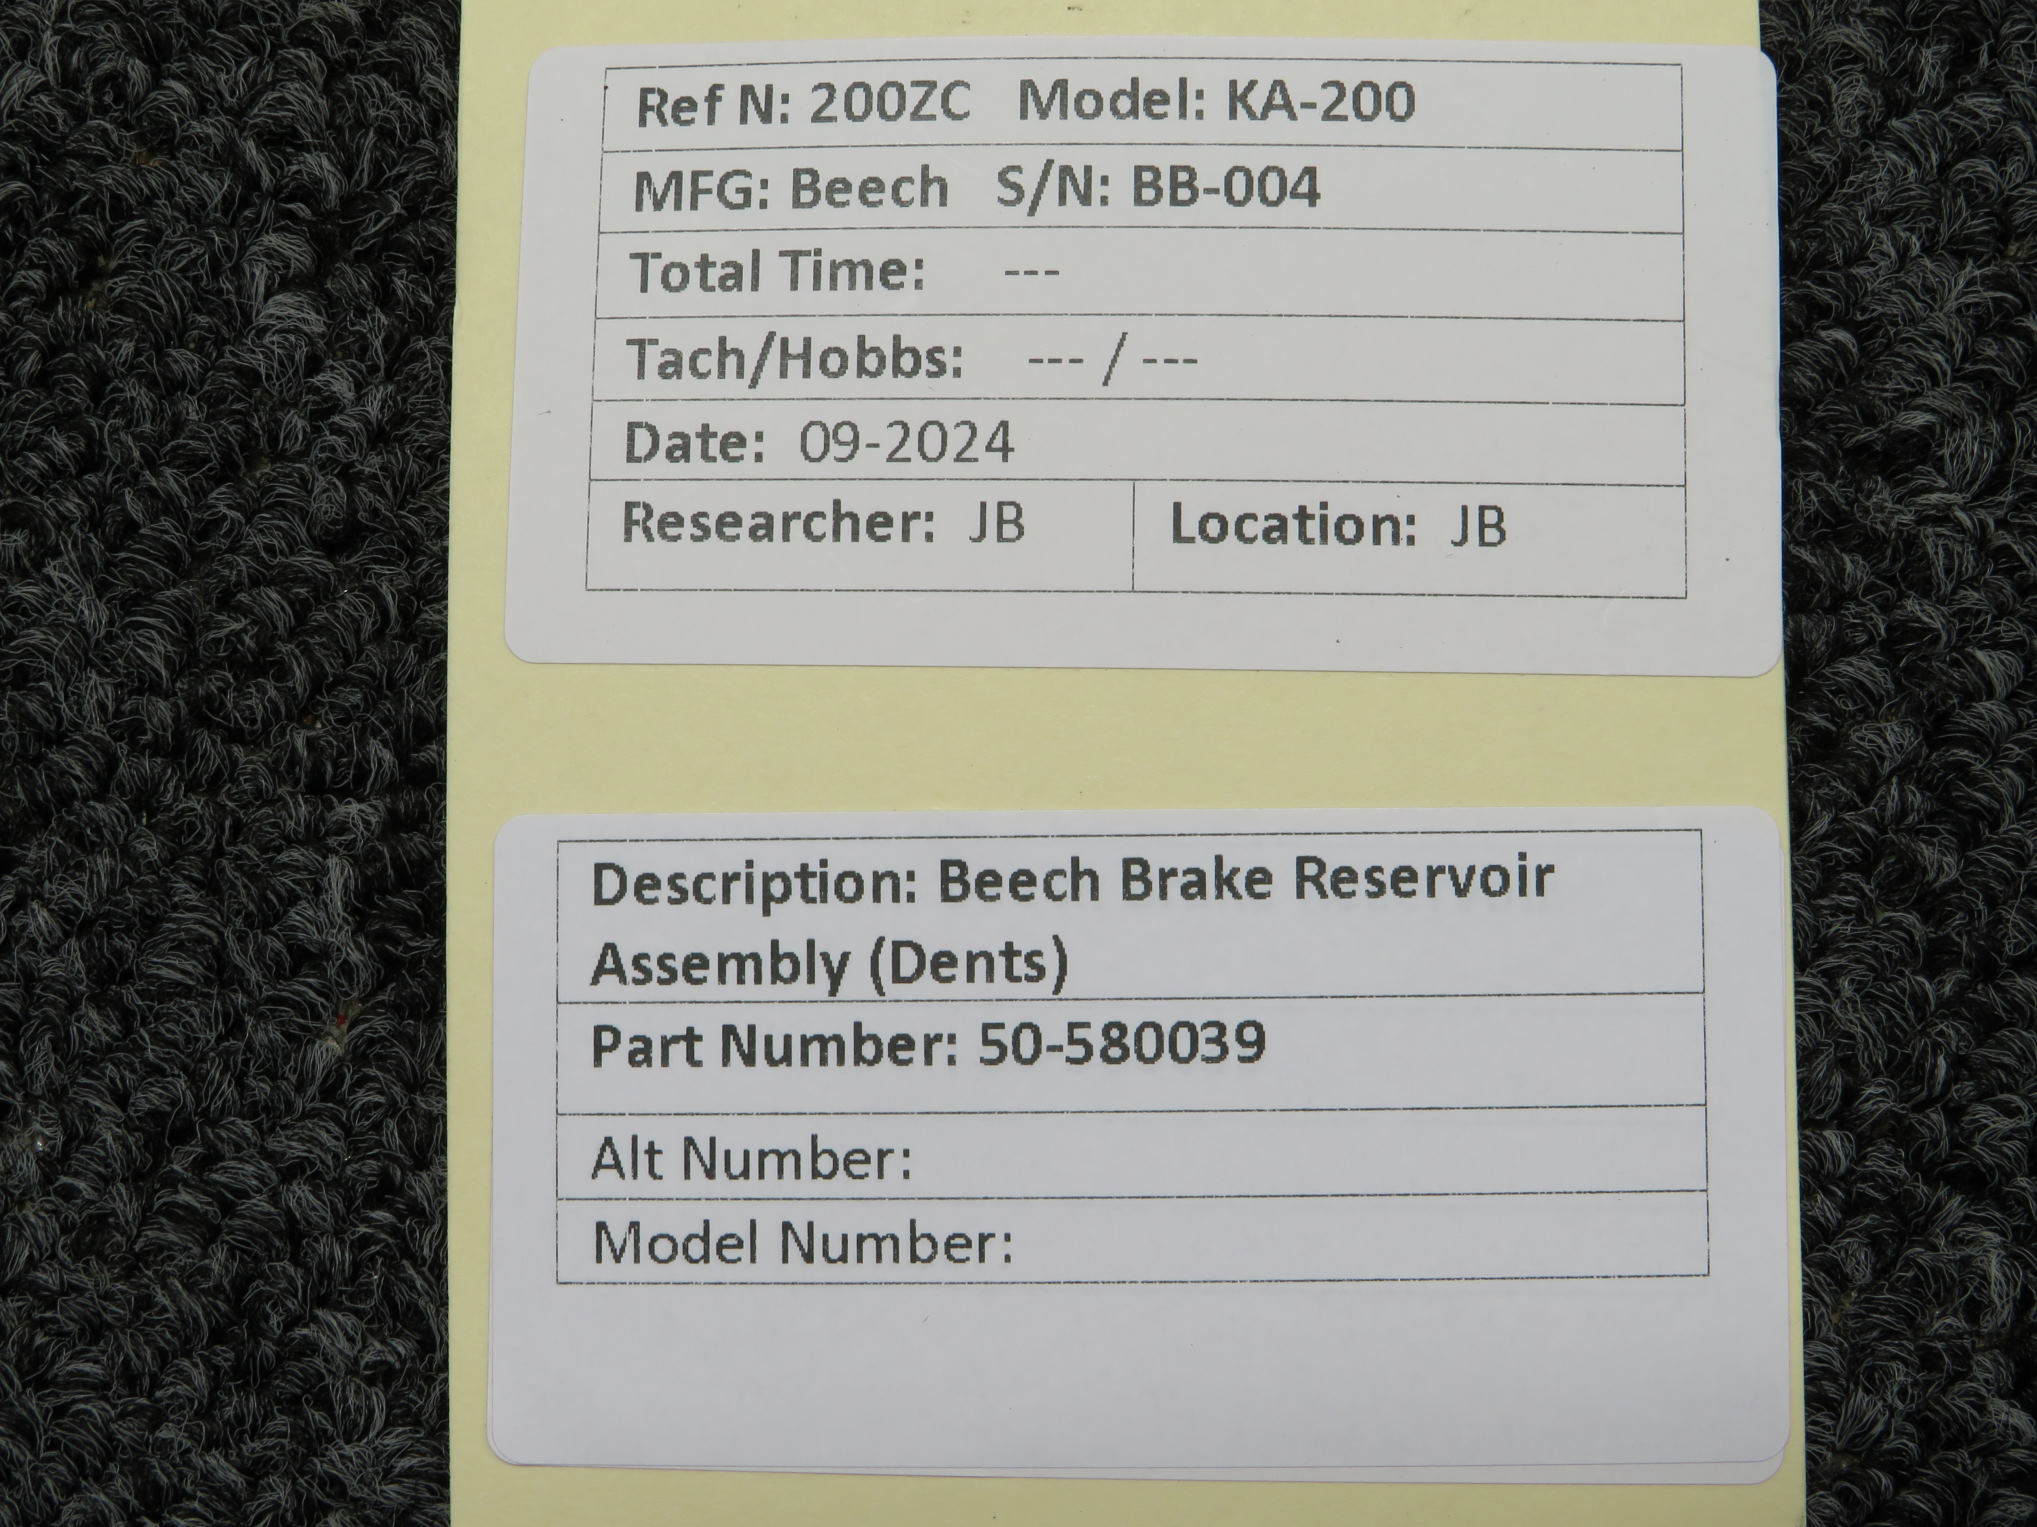 Ref N: 200ZC Model: KA-200
MFG: Beech S/N: BB-004
Total Time: ---
Tach/Hobbs: --- / ---
Date: 09-2024
Researcher: JB Location: JB
Description: Beech Brake Reservoir
Assembly (Dents)
Part Number: 50-580039
Alt Number:
Model Number: